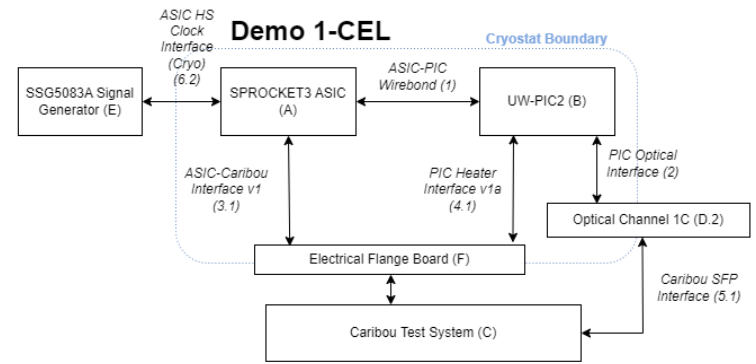 Demo 1-CEL
Cryostat Boundary
ASIC HS
Clock
Interface
(Cryo)
(6.2)
SSG5083A Signal
Generator (E)
SPROCKET3 ASIC
(A)
ASIC-PIC
Wirebond (1)
UW-PIC2 (B)
ASIC-Caribou
Interface v1
(3.1)
PIC Heater
Interface v1a
(4.1)
PIC Optical
Interface (2)
Optical Channel 1C (D.2)
Electrical Flange Board (F)
Caribou SFP
Interface (5.1)
Caribou Test System (C)